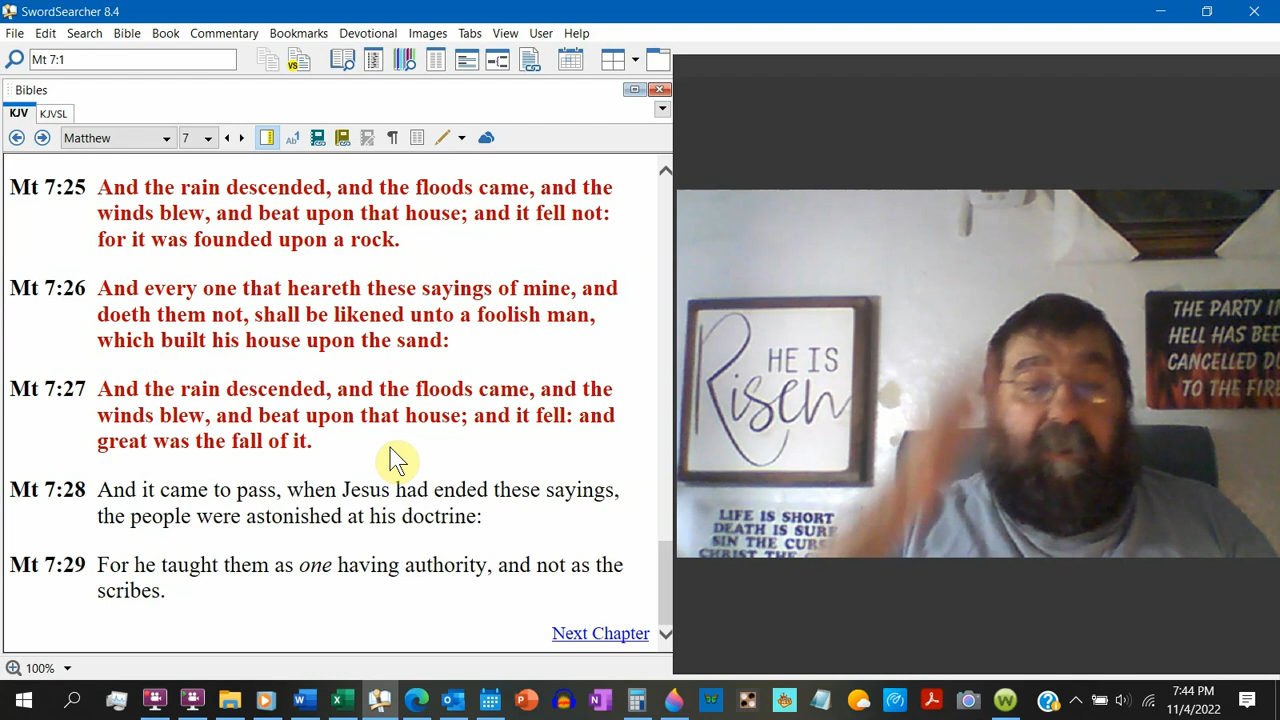 SwordSearcher 8.4
File Edit Search Bible Book Commentary Bookmarks Devotional Images Tabs View User Help
Mt 7:1
VS
Bibles
KJV KJVSL
Matthew 7
Mt 7:25 And the rain descended, and the floods came, and the
winds blew, and beat upon that house; and it fell not:
for it was founded upon a rock.
Mt 7:26 And every one that heareth these sayings of mine, and
doeth them not, shall be likened unto a foolish man,
which built his house upon the sand:
Mt 7:27 And the rain descended, and the floods came, and the
winds blew, and beat upon that house; and it fell: and
great was the fall of it.
Mt 7:28 And it came to pass, when Jesus had ended these sayings,
the people were astonished at his doctrine:
Mt 7:29 For he taught them as one having authority, and not as the
scribes.
Next Chapter
100%
HE IS
Risen
LIFE IS SHORT
DEATH IS SURE
SIN THE CURS
CHRIST THE
THE PARTY I
HELL HAS BEE
CANCELLED DU
TO THE FIRE
7:44 PM
11/4/2022